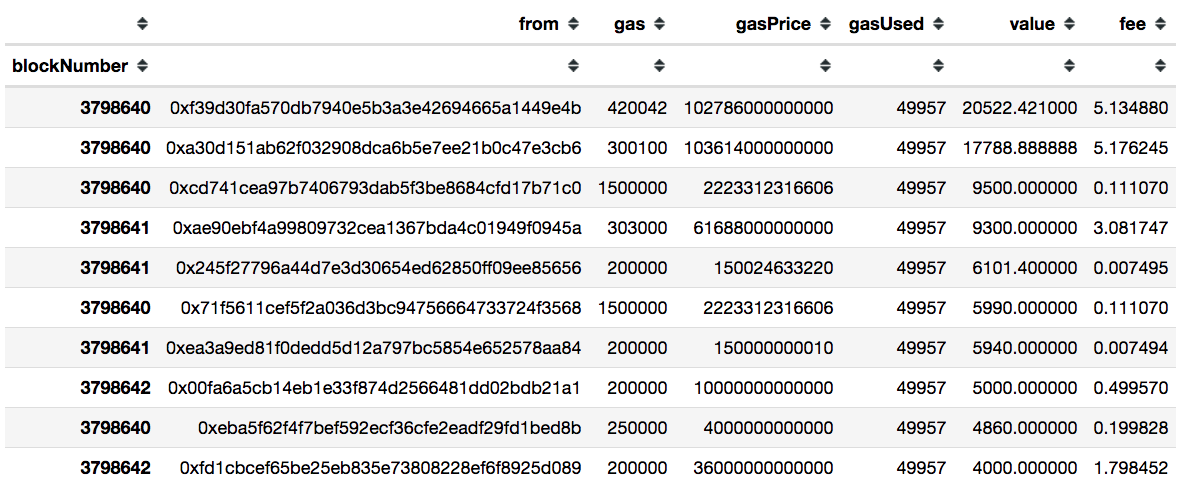 from gas gasPrice gasUsed value fee
blockNumber
3798640 0xf39d30fa570db7940e5b3a3e42694665a1449e4b 420042 102786000000000 49957 20522.421000 5.134880
3798640 0xa30d151ab62f032908dca6b5e7ee21b0c47e3cb6 300100 103614000000000 49957 17788.888888 5.176245
3798640 0xcd741cea97b7406793dab5f3be8684cfd17b71c0 1500000 2223312316606 49957 9500.000000 0.111070
3798641 0xae90ebf4a99809732cea1367bda4c01949f0945a 303000 61688000000000 49957 9300.000000 3.081747
3798641 0x245f27796a44d7e3d30654ed62850ff09ee85656 200000 150024633220 49957 6101.400000 0.007495
3798640 0x71f5611cef5f2a036d3bc94756664733724f3568 1500000 2223312316606 49957 5990.000000 0.111070
3798641 0xea3a9ed81f0dedd5d12a797bc5854e652578aa84 200000 150000000010 49957 5940.000000 0.007494
3798642 0x00fa6a5cb14eb1e33f874d2566481dd02bdb21a1 200000 10000000000000 49957 5000.000000 0.499570
3798640 0xeba5f62f4f7bef592ecf36cfe2eadf29fd1bed8b 250000 4000000000000 49957 4860.000000 0.199828
3798642 0xfd1cbcef65be25eb835e73808228ef6f8925d089 200000 36000000000000 49957 4000.000000 1.798452